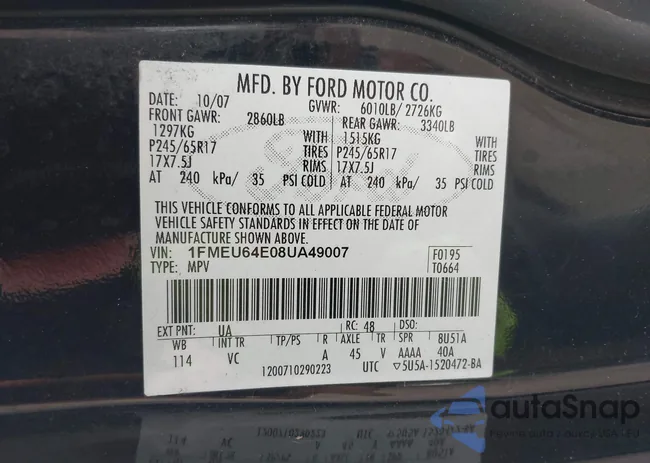 MFD. BY FORD MOTOR CO.
DATE: 10/07 GVWR: 6010LB/ 2726KG
FRONT GAWR: 2860LB REAR GAWR: 3340LB
1297KG WITH 1515KG WITH
P245/65R17 TIRES P245/65R17 TIRES
17X7.5J RIMS 17X7.5J RIMS
AT 240 kPa/ 35 PSI COLD AT 240 kPa/ 35 PSI COLD
THIS VEHICLE CONFORMS TO ALL APPLICABLE FEDERAL MOTOR
VEHICLE SAFETY STANDARDS IN EFFECT ON THE DATE OF
MANUFACTURE SHOWN ABOVE.
VIN: 1FMEU64E08UA49007 F0195
TYPE: MPV T0664
EXT PNT: UA RC: 48 DSO:
WB INT TR TP/PS R AXLE TR SPR 8U51A
114 VC A 45 V AAAA 40A
1200710290223 UTC ▽5U5A-1520472-BA
Ford
autoSnap